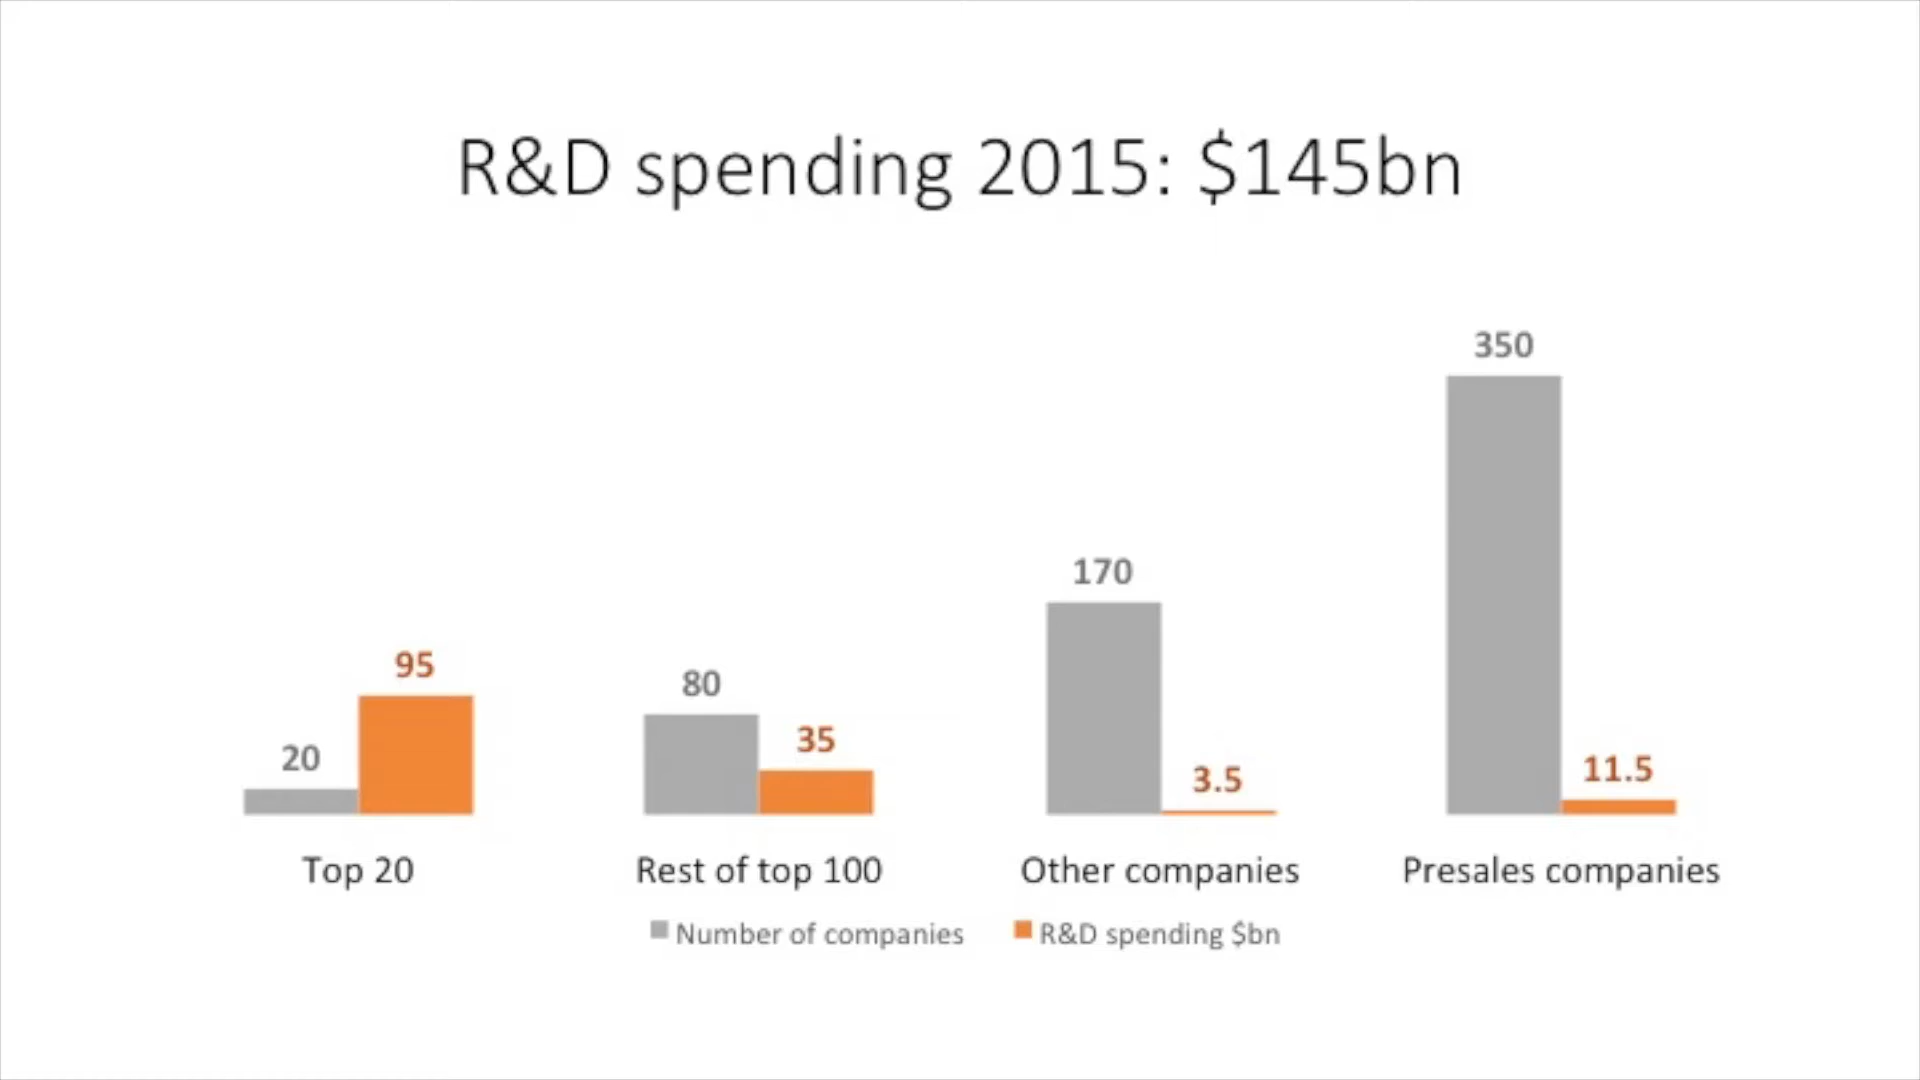 R&D spending 2015: $145bn
350
170
95
80
35
20
3.5
11.5
Top 20
Rest of top 100
Other companies
Presales companies
Number of companies
R&D spending $bn